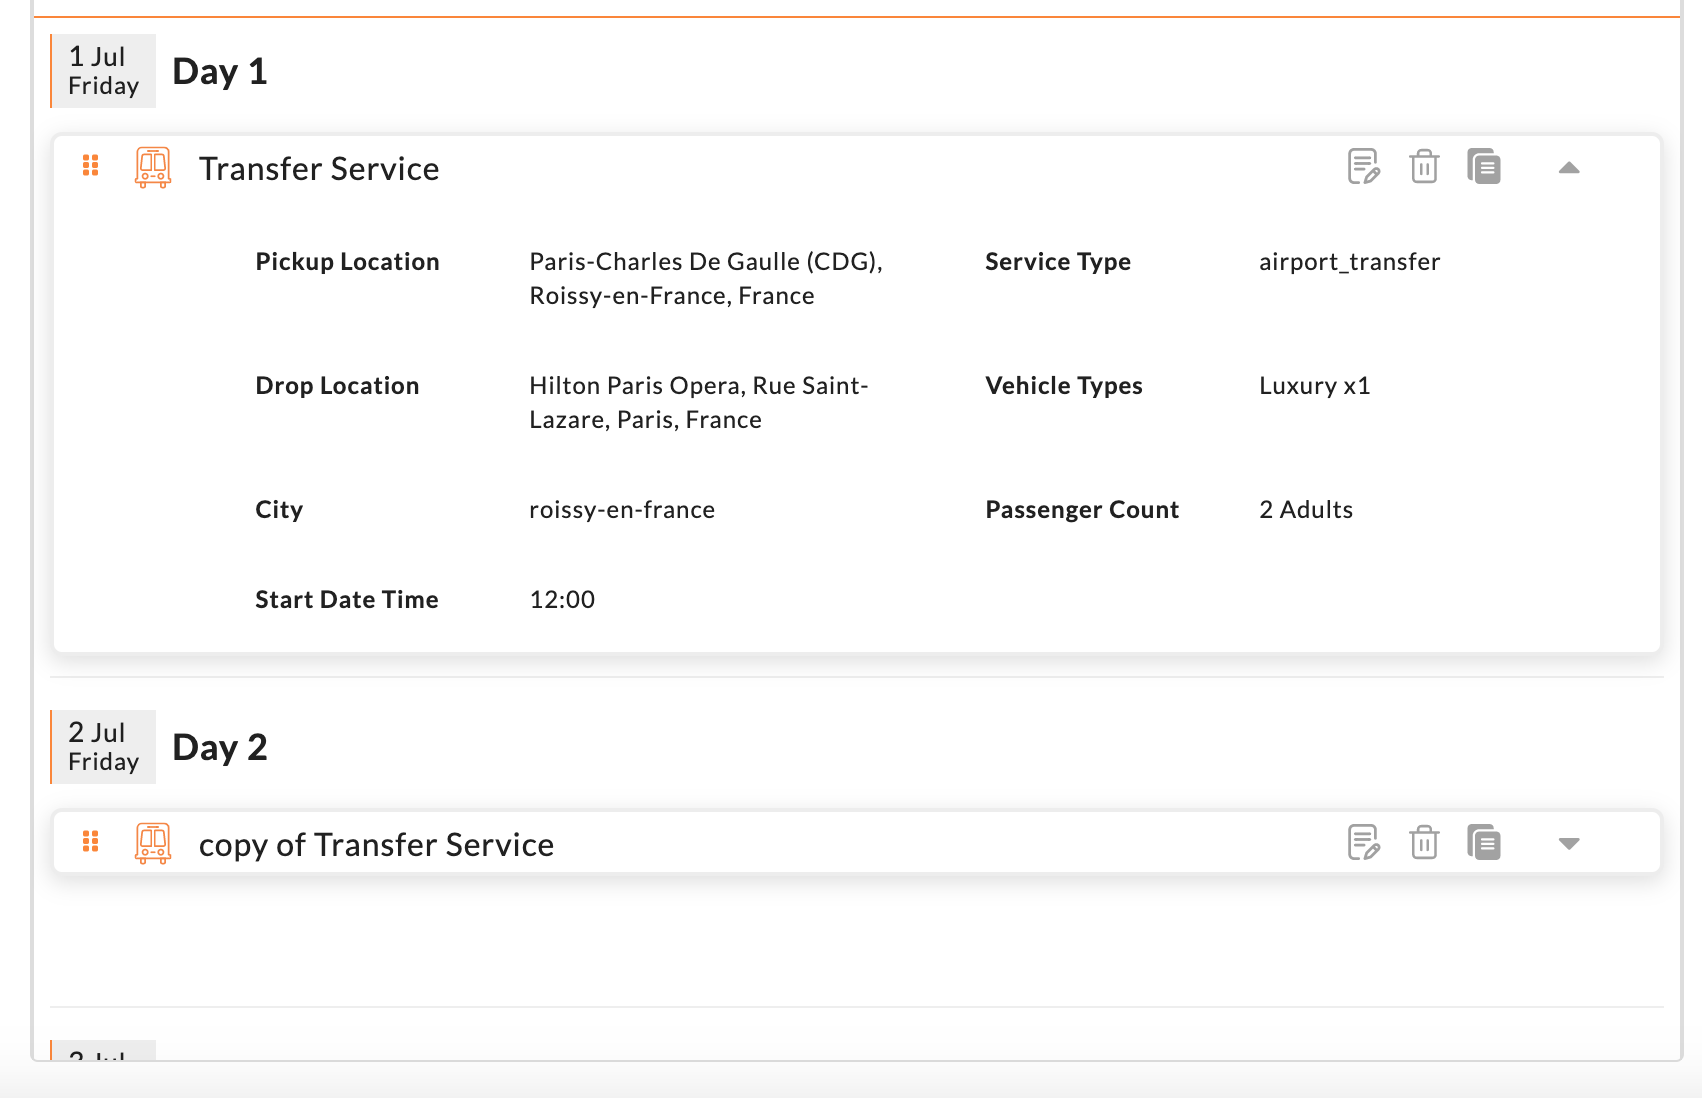 1 Jul
Friday
Day 1
Transfer Service
Pickup Location
Paris-Charles De Gaulle (CDG),
Roissy-en-France, France
Service Type
airport_transfer
Drop Location
Hilton Paris Opera, Rue Saint-
Lazare, Paris, France
Vehicle Types
Luxury x1
City
roissy-en-france
Passenger Count
2 Adults
Start Date Time
12:00
2 Jul
Friday
Day 2
copy of Transfer Service
Jul